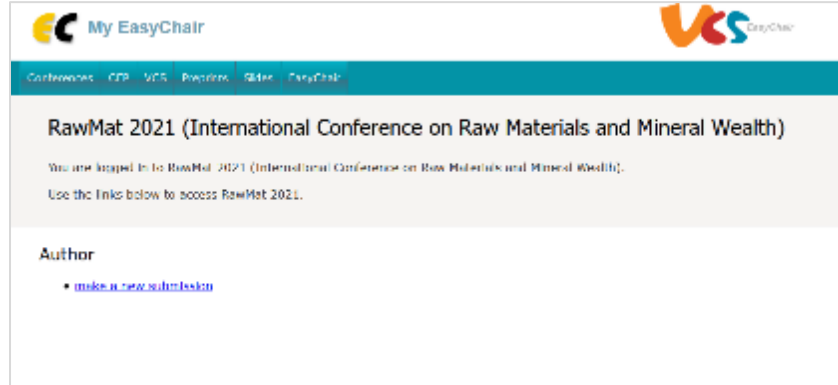 EC My EasyChair
VCS EasyChair
Conferences CFP VCS Preprints Slides EasyChair
RawMat 2021 (International Conference on Raw Materials and Mineral Wealth)
You are logged in to RawMat 2021 (International Conference on Raw Materials and Mineral Wealth).
Use the links below to access RawMat 2021.
Author
• make a new submission